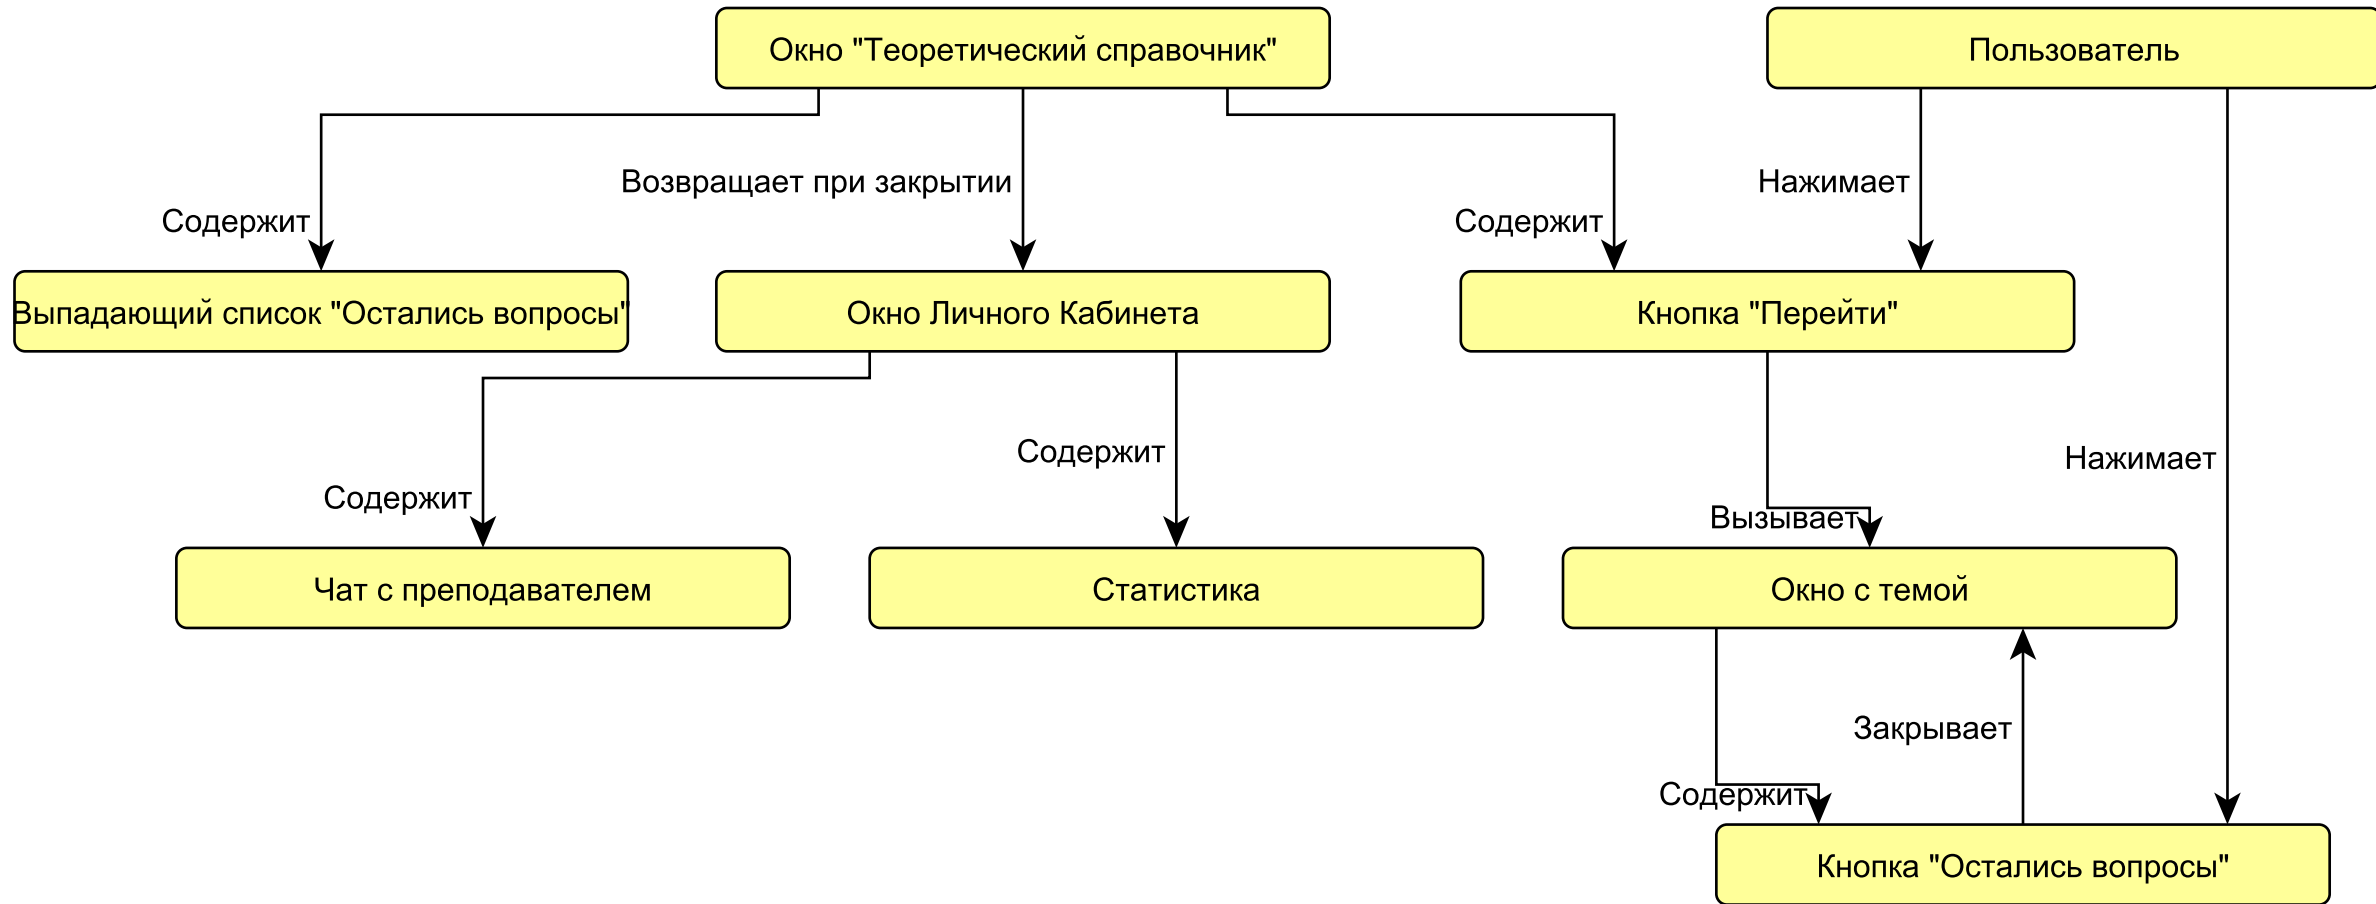 Окно "Теоретический справочник"
Пользователь
Возвращает при закрытии
Нажимает
Содержит
Содержит
Выпадающий список "Остались вопросы"
Окно Личного Кабинета
Кнопка "Перейти"
Содержит
Нажимает
Содержит
Вызывает
Чат с преподавателем
Статистика
Окно с темой
Закрывает
Содержит
Кнопка "Остались вопросы"